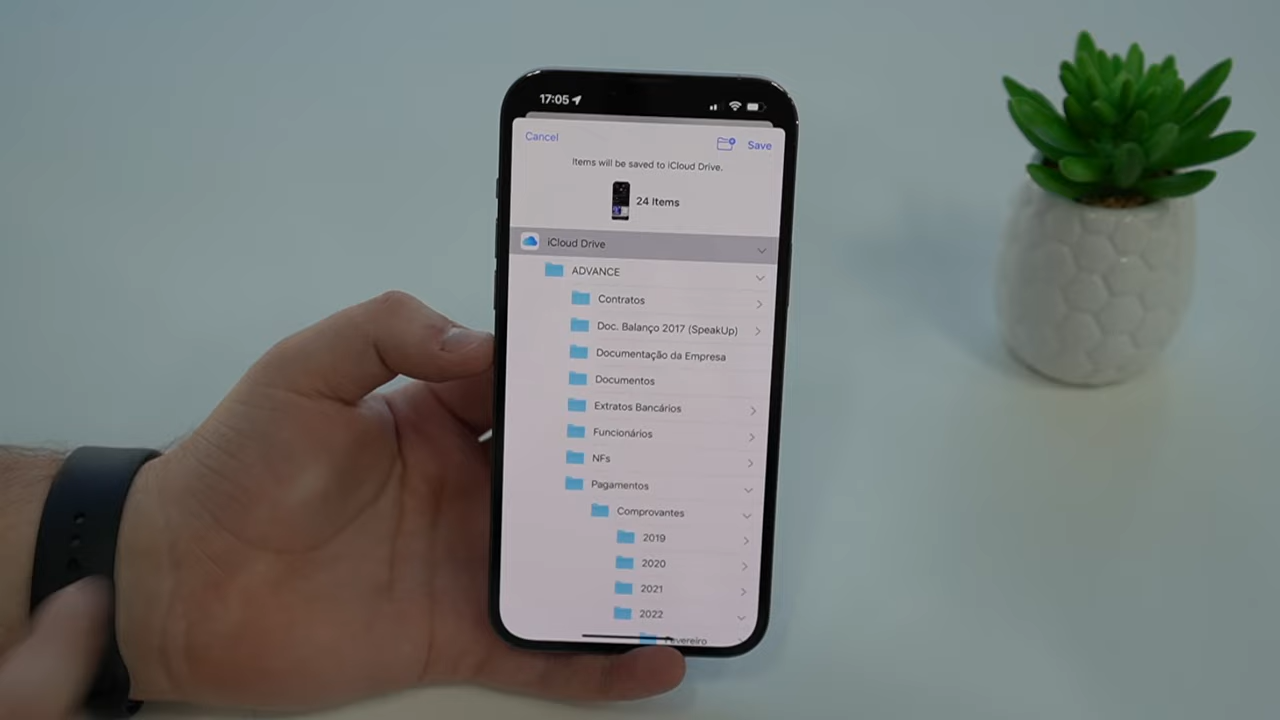 17:05
Cancel
Save
Items will be saved to iCloud Drive.
24 Items
iCloud Drive
ADVANCE
Contratos
Doc. Balanço 2017 (SpeakUp)
Documentação da Empresa
Documentos
Extratos Bancários
Funcionários
NFs
Pagamentos
Comprovantes
2019
2020
2021
2022
Fevereiro